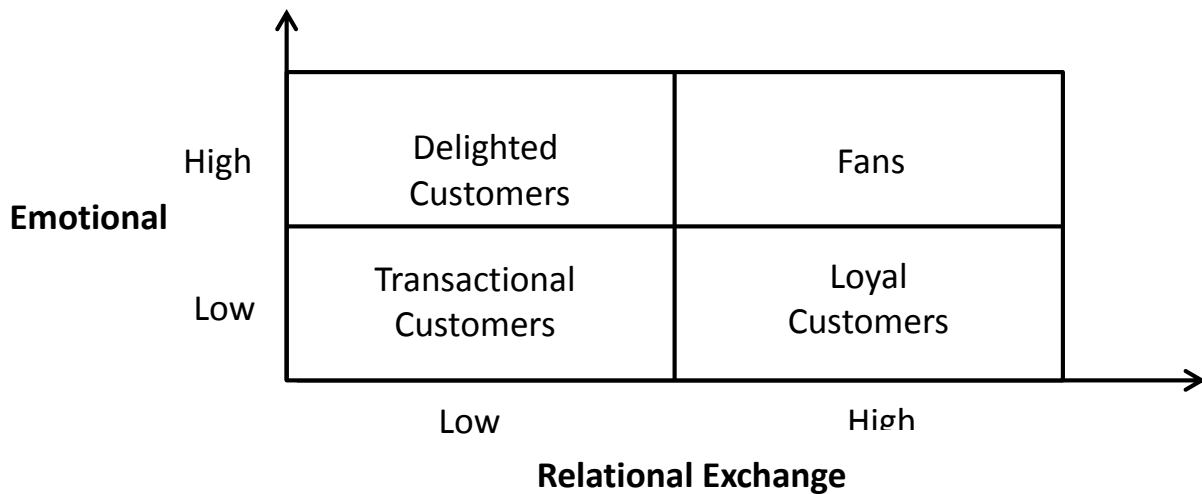 Delighted
Customers
Fans
High
Emotional
Transactional
Customers
Loyal
Customers
Low
Low
High
Relational Exchange